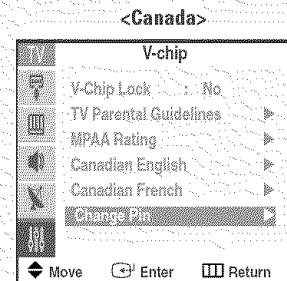 <Canada>
TV V-chip
V-Chip Lock : No
TV Parental Guidelines
MPAA Rating
Canadian English
Canadian French
Change Pin
Move Enter Return